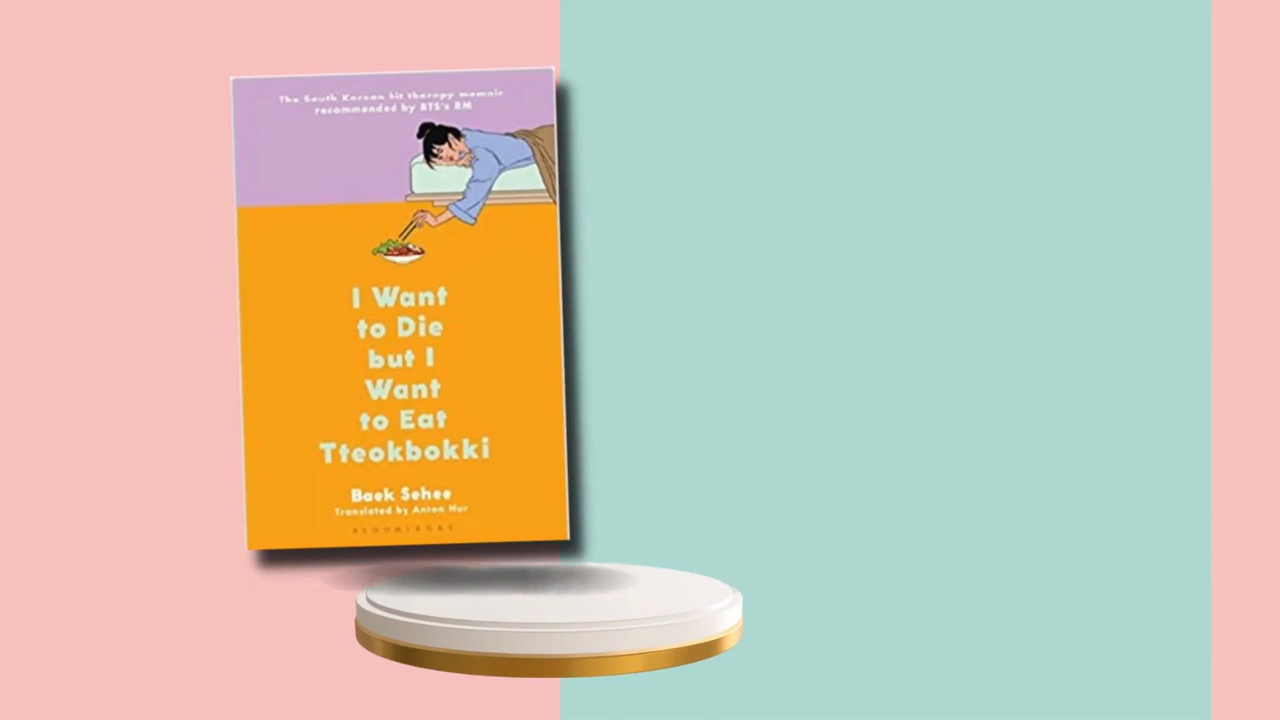 The South Korean hit therapy memoir
recommended by BTS's RM
I Want
to Die
but I
Want
to Eat
Tteokbokki
Baek Sehee
Translated by Anton Hur
BLOOMSBURY